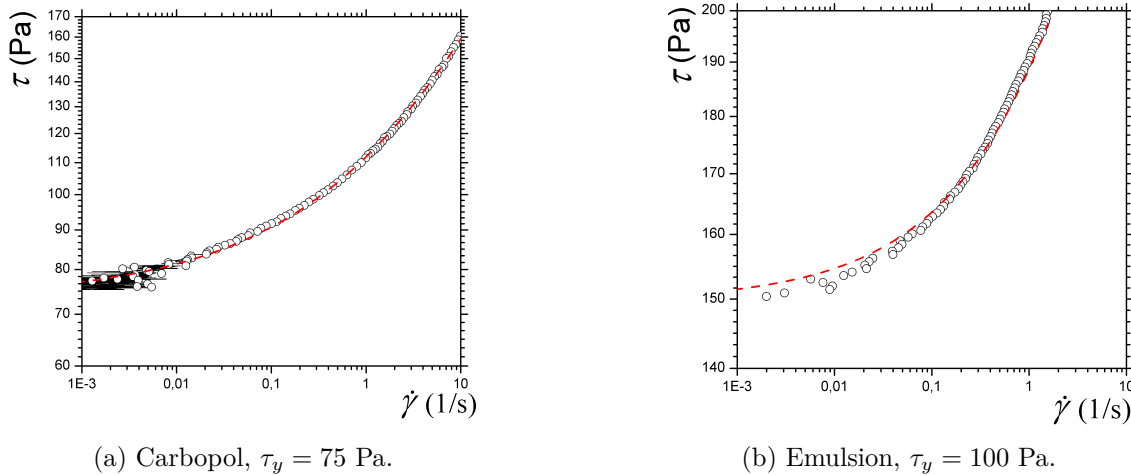 170
160
150
140
130
120
110
100
90
80
70
60
τ (Pa)
1E-3 0,01 0,1 1 10
γ̇ (1/s)
(a) Carbopol, τy = 75 Pa.
200
190
180
170
160
150
140
τ (Pa)
1E-3 0,01 0,1 1 10
γ̇ (1/s)
(b) Emulsion, τy = 100 Pa.